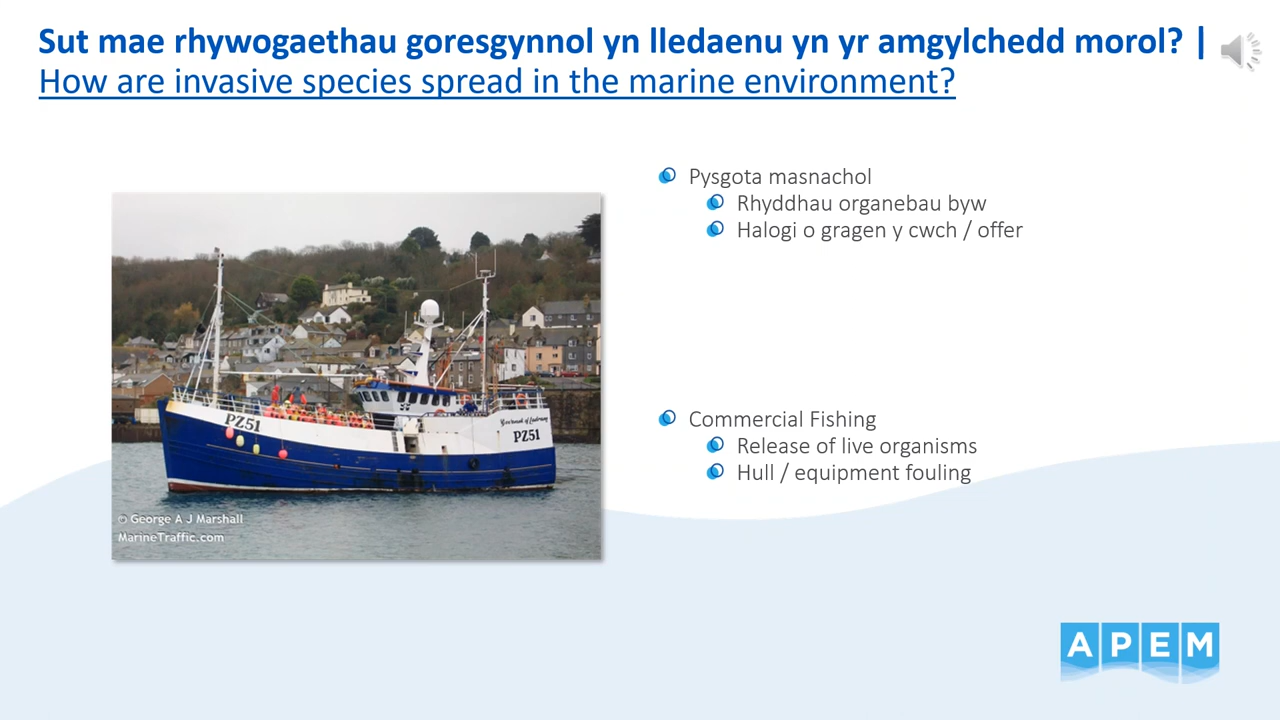 Sut mae rhywogaethau goresgynnol yn lledaenu yn yr amgylchedd morol? |
How are invasive species spread in the marine environment?
Pysgota masnachol
Rhyddhau organebau byw
Halogi o gragen y cwch / offer
Commercial Fishing
Release of live organisms
Hull / equipment fouling
PZ51
PZ51
© George A J Marshall
MarineTraffic.com
APEM